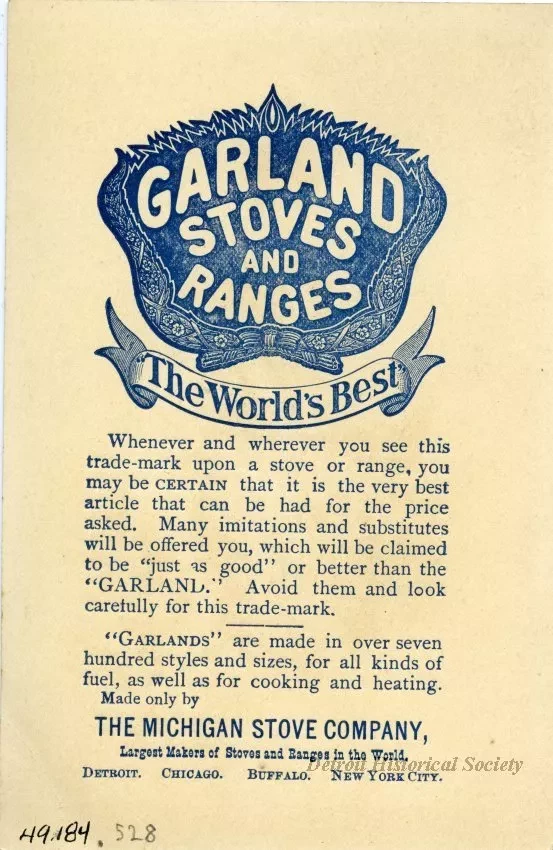 GARLAND
STOVES
AND
RANGES
"The World's Best"
Whenever and wherever you see this
trade-mark upon a stove or range, you
may be CERTAIN that it is the very best
article that can be had for the price
asked. Many imitations and substitutes
will be offered you, which will be claimed
to be "just as good" or better than the
"GARLAND." Avoid them and look
carefully for this trade-mark.
"GARLANDS" are made in over seven
hundred styles and sizes, for all kinds of
fuel, as well as for cooking and heating.
Made only by
THE MICHIGAN STOVE COMPANY,
Largest Makers of Stoves and Ranges in the World.
Detroit Historical Society
DETROIT. CHICAGO. BUFFALO. NEW YORK CITY.
49.184.528